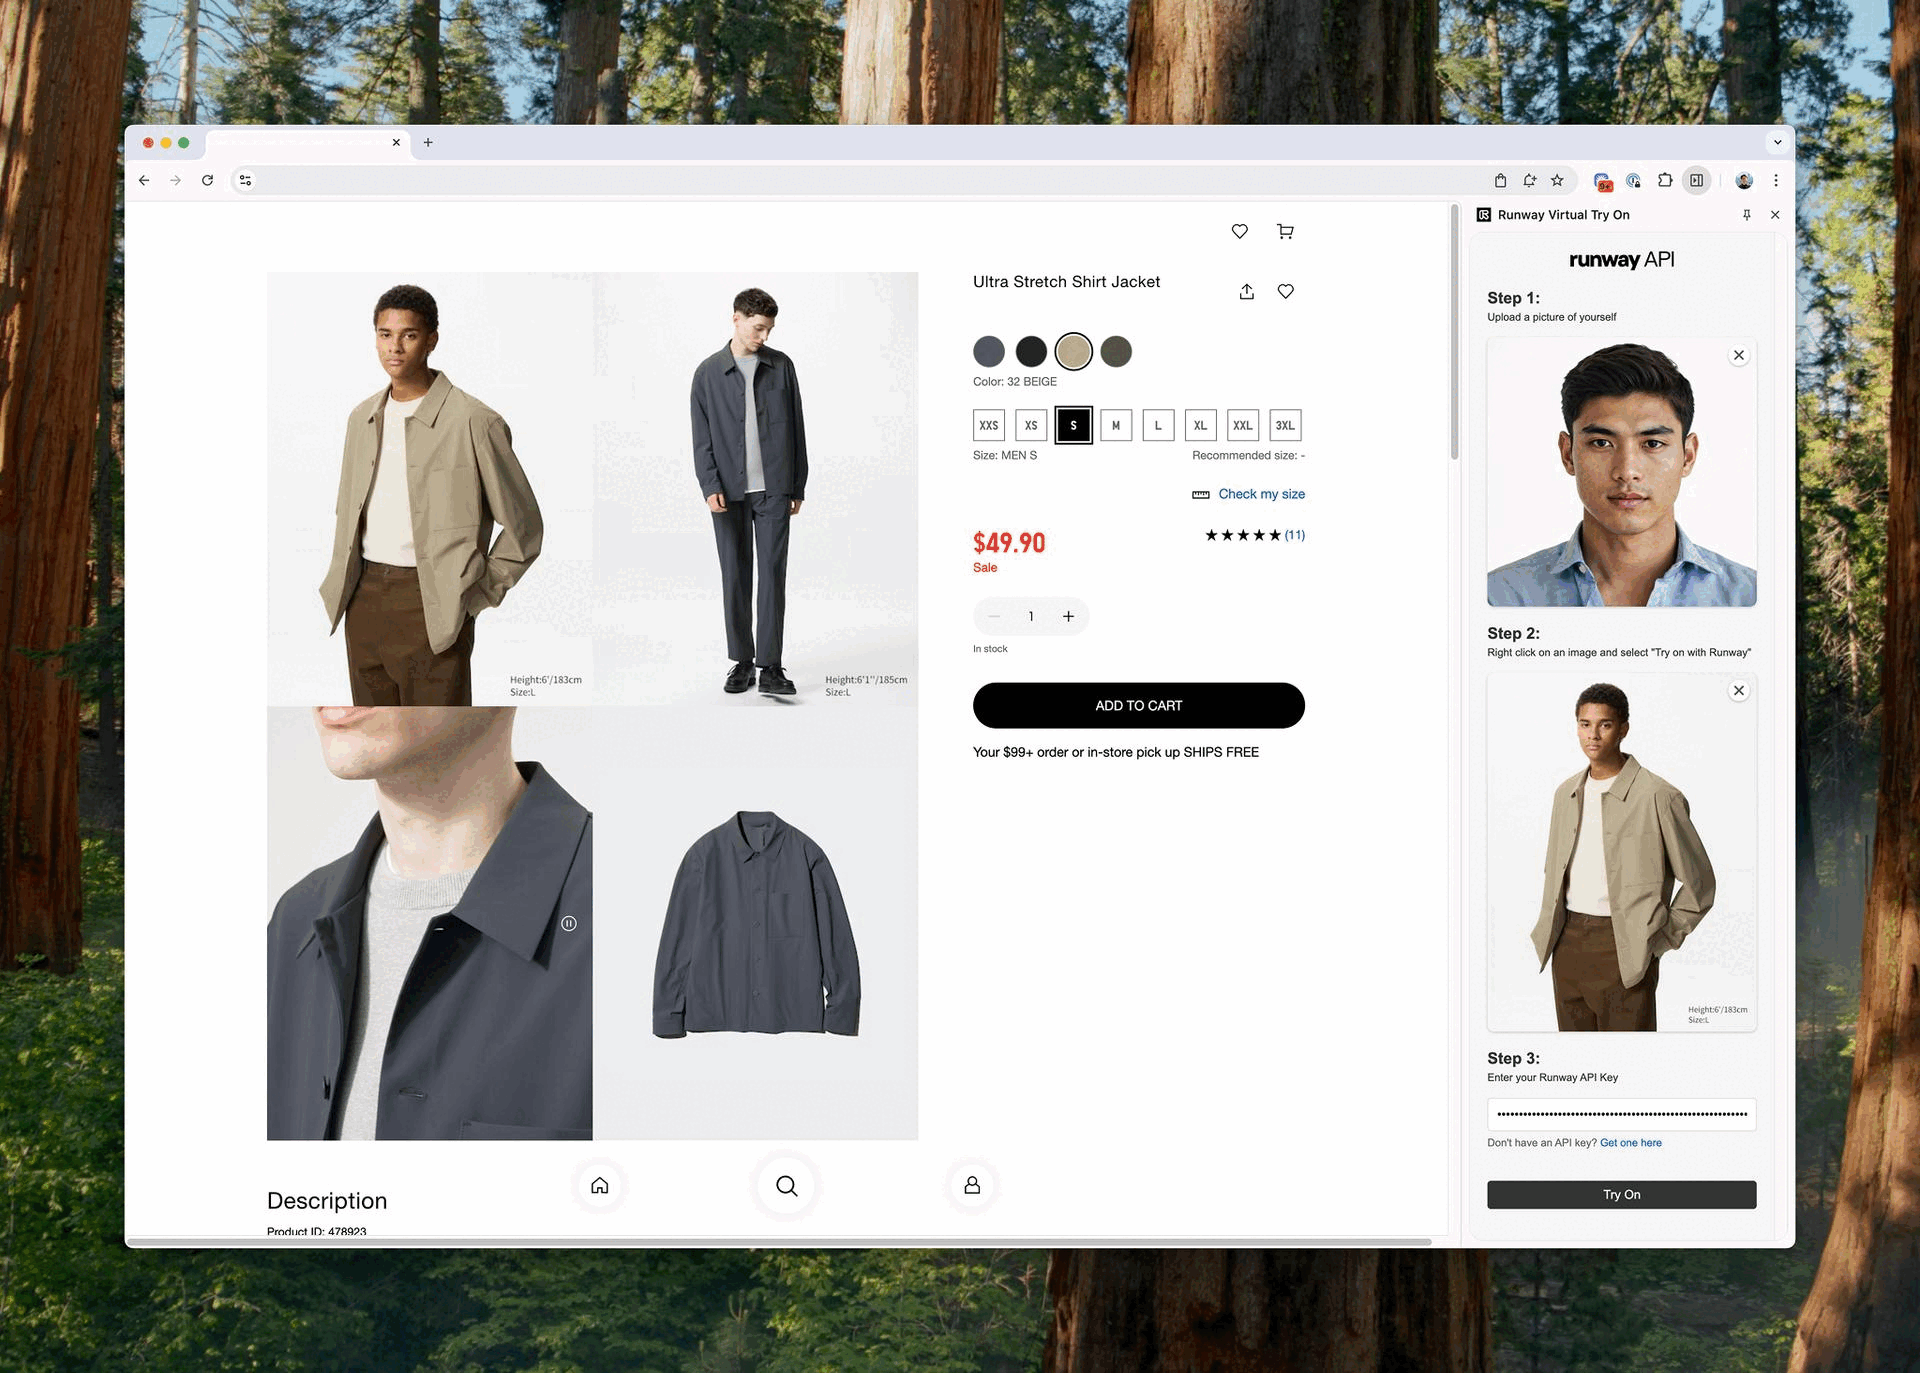 Runway Virtual Try On
runway API
Step 1:
Upload a picture of yourself
Step 2:
Right click on an image and select "Try on with Runway"
Height:6'/183cm
Size:L
Step 3:
Enter your Runway API Key
Don't have an API key? Get one here
Try On
Ultra Stretch Shirt Jacket
Color: 32 BEIGE
XXS XS S M L XL XXL 3XL
Size: MEN S
Recommended size: -
Check my size
$49.90
Sale
(11)
1
In stock
ADD TO CART
Your $99+ order or in-store pick up SHIPS FREE
Height:6'/183cm
Size:L
Height:6'1''/185cm
Size:L
Description
Product ID: 478923
9+